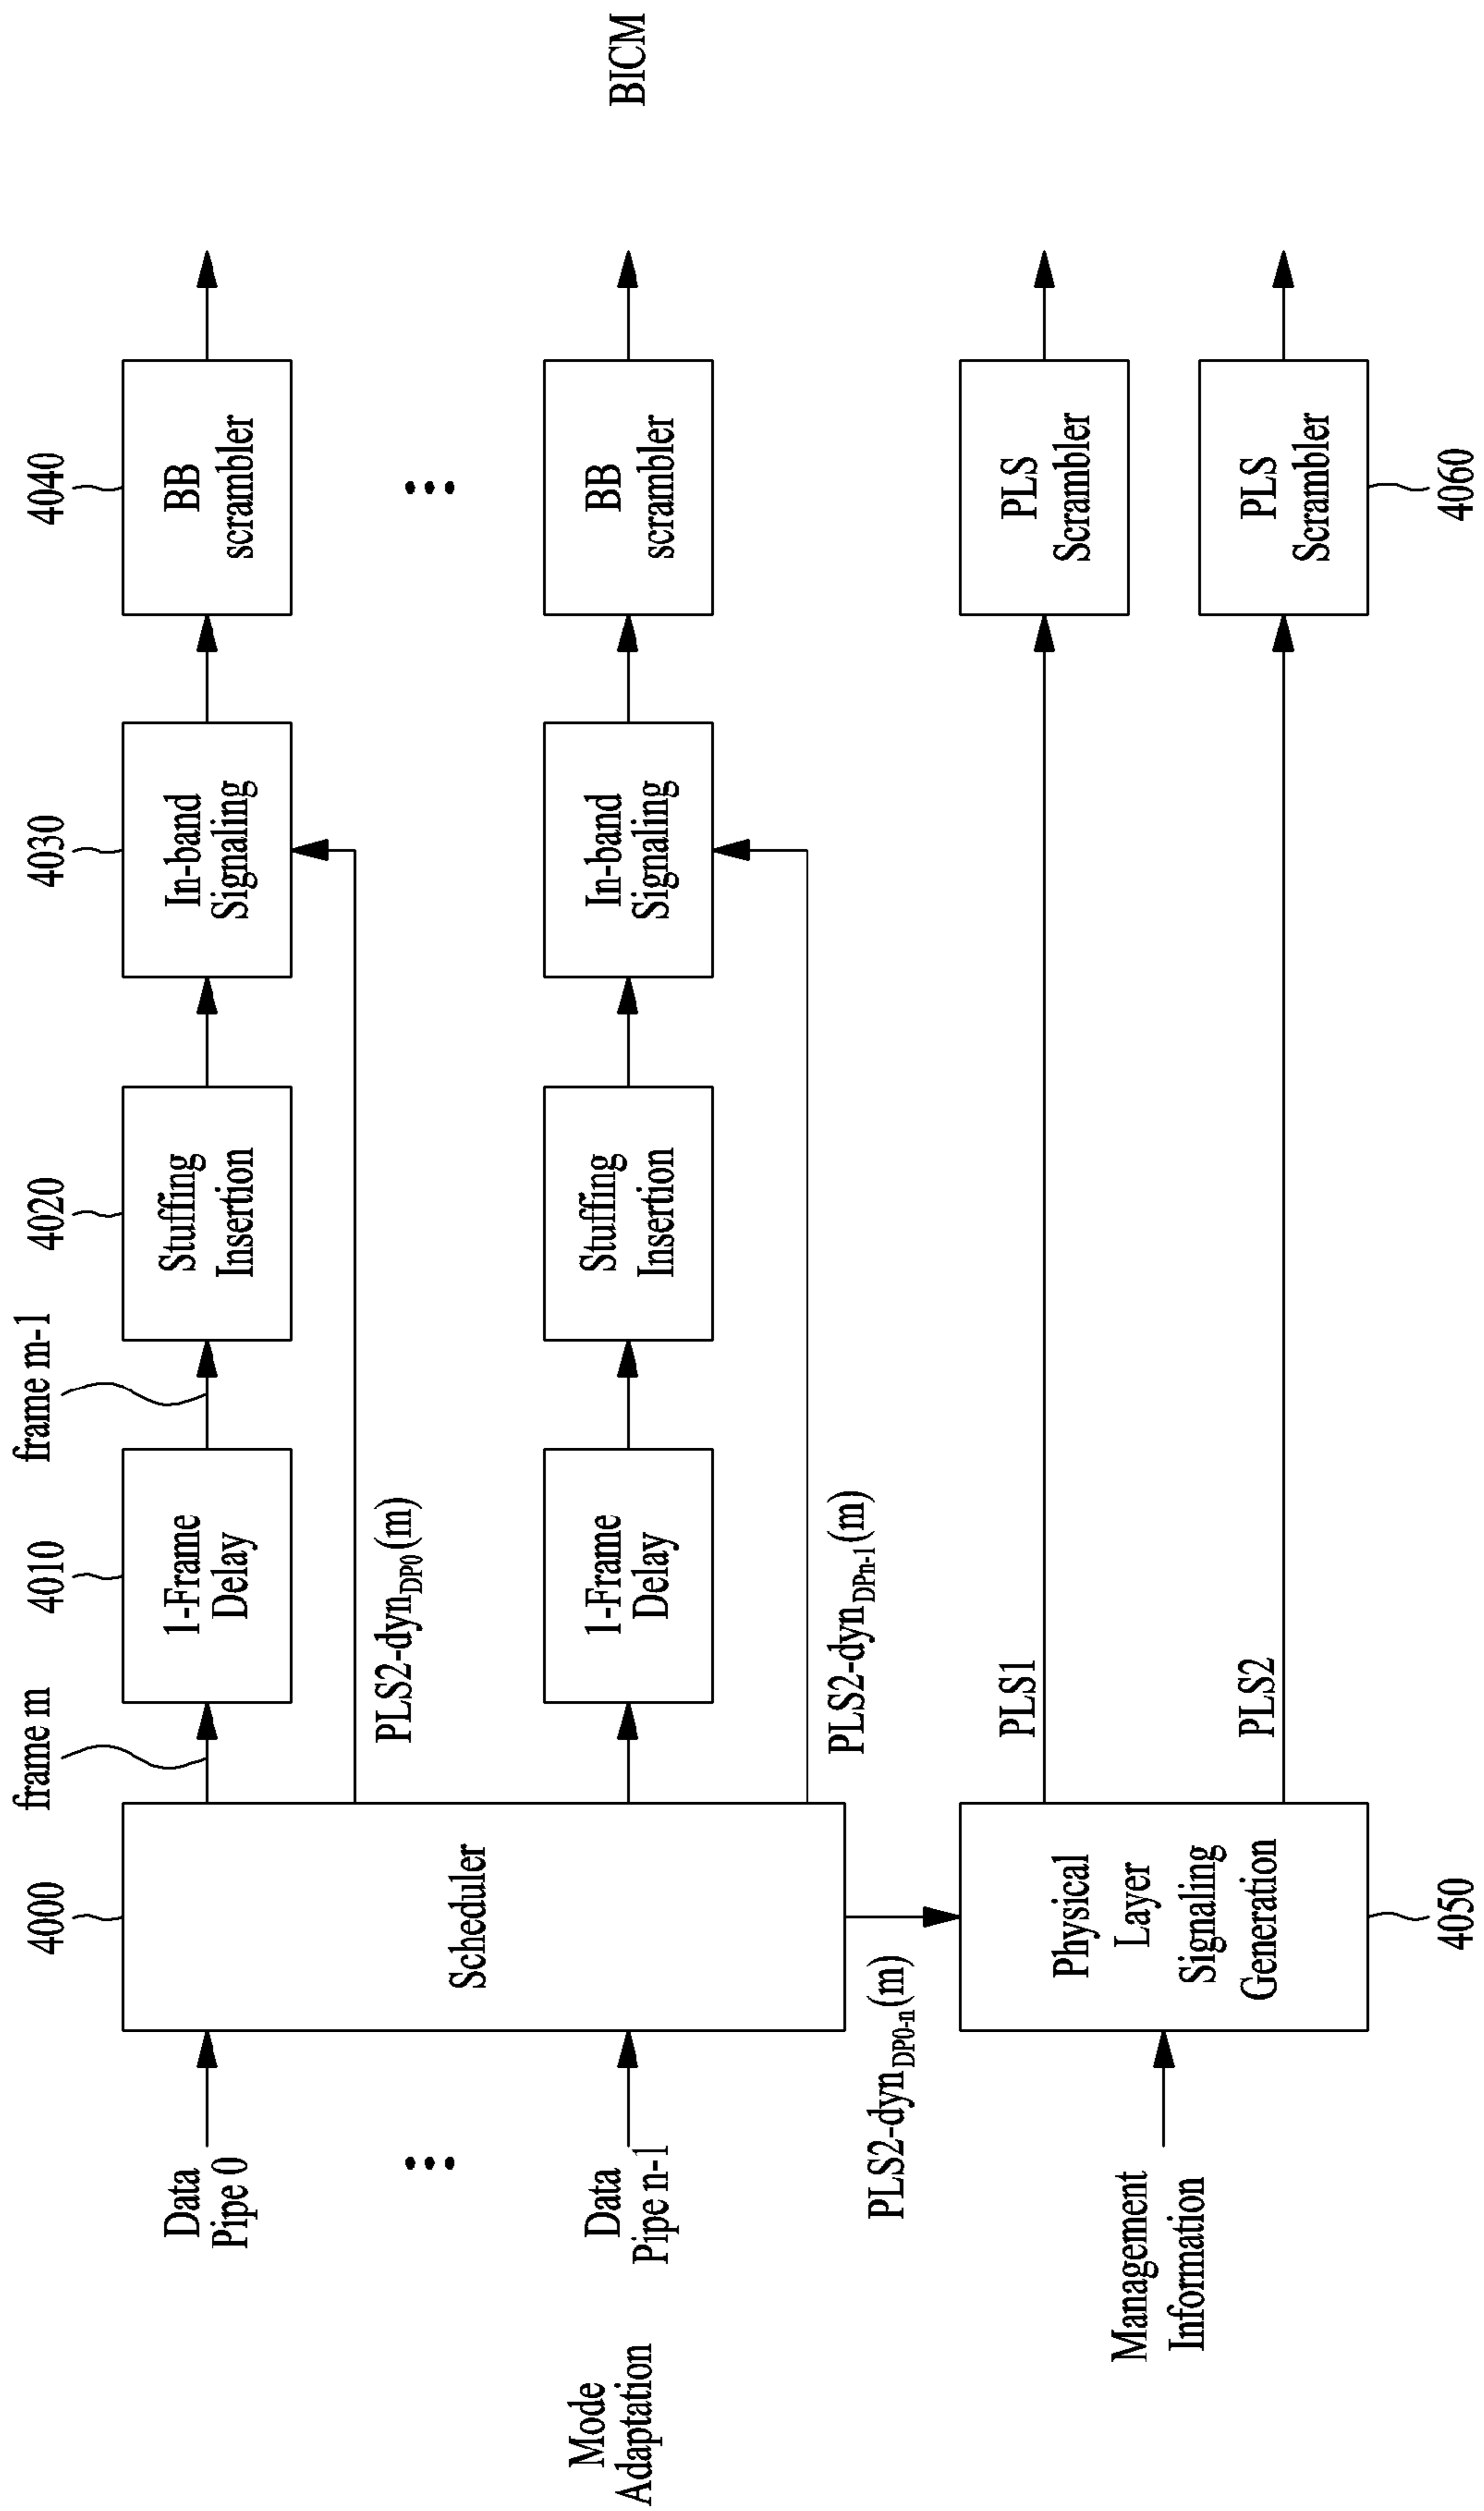 frame m
frame m-1
4000
4010
4020
4030
4040
Data
Pipe 0
Scheduler
1-Frame
Delay
Stuffing
Insertion
In-band
Signaling
BB
scrambler
PLS2-dynDP0(m)
Mode
Adaptation
Data
Pipe n-1
1-Frame
Delay
Stuffing
Insertion
In-band
Signaling
BB
scrambler
BICM
PLS2-dynDPn-1(m)
PLS2-dynDP0-n(m)
Management
Information
Physical
Layer
Signaling
Generation
PLS1
PLS
Scrambler
PLS2
PLS
Scrambler
4050
4060